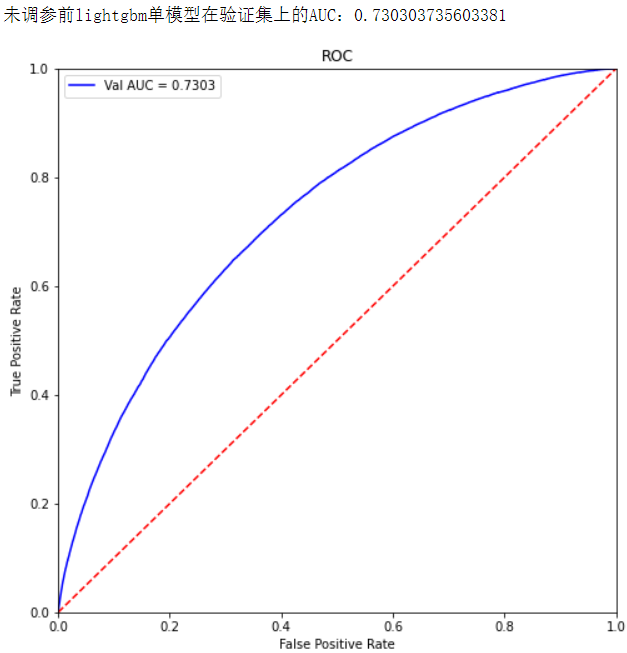 未调参前lightgbm单模型在验证集上的AUC：0.730303735603381
ROC
Val AUC = 0.7303
1.0
0.8
0.6
0.4
0.2
0.0
True Positive Rate
0.0 0.2 0.4 0.6 0.8 1.0
False Positive Rate